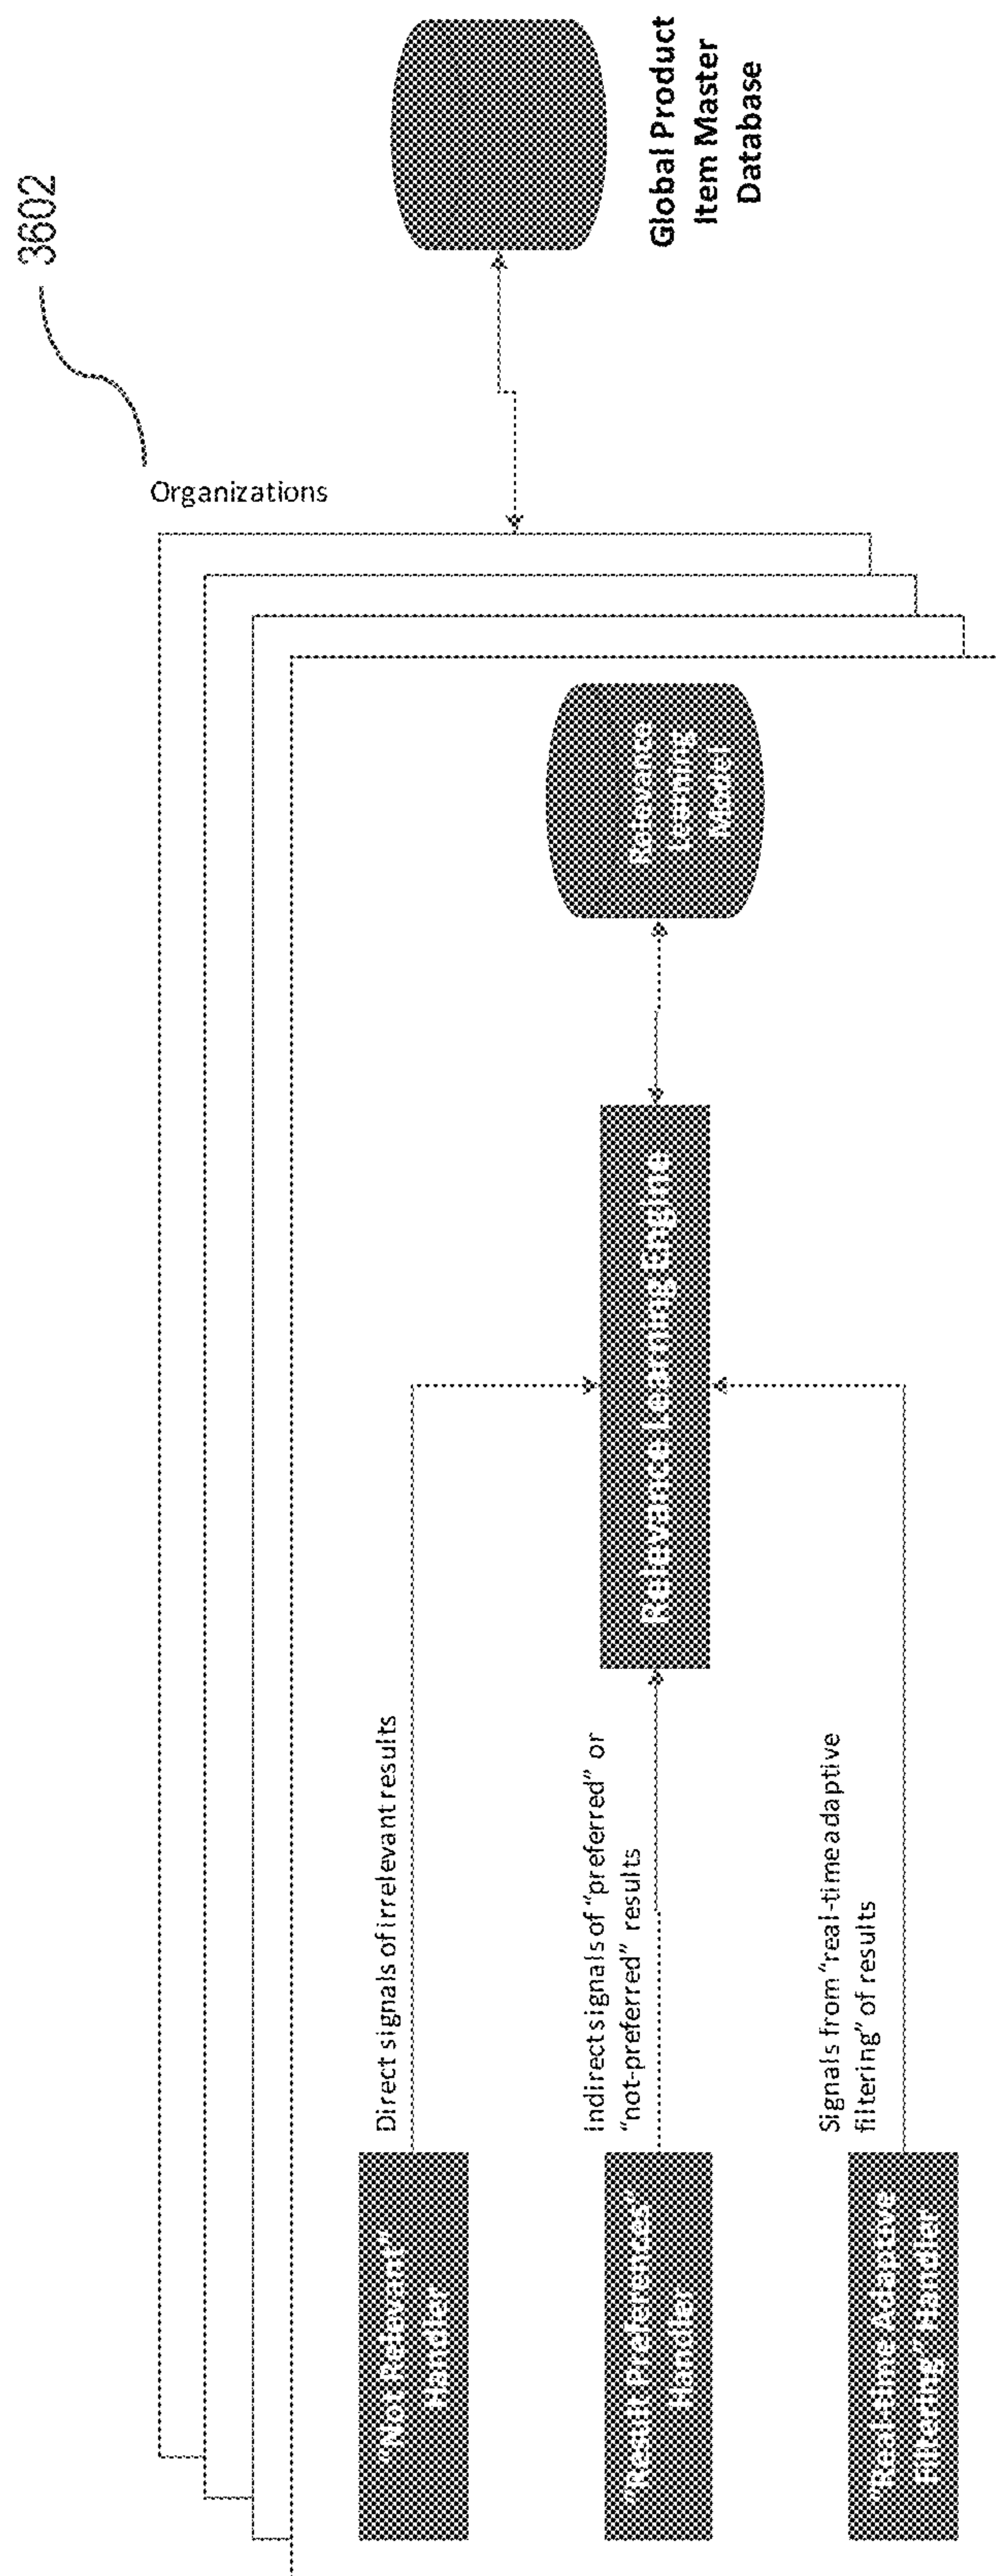 3602
Organizations
Global Product
Item Master
Database
"Not Relevant"
Handler
Direct signals of irrelevant results
"Result Preferences"
Handler
Indirect signals of "preferred" or
"not-preferred" results
"Real-time Adaptive
Filtering" Handler
Signals from "real-time adaptive
filtering" of results
Relevance Learning Engine
Relevance
Learning
Model